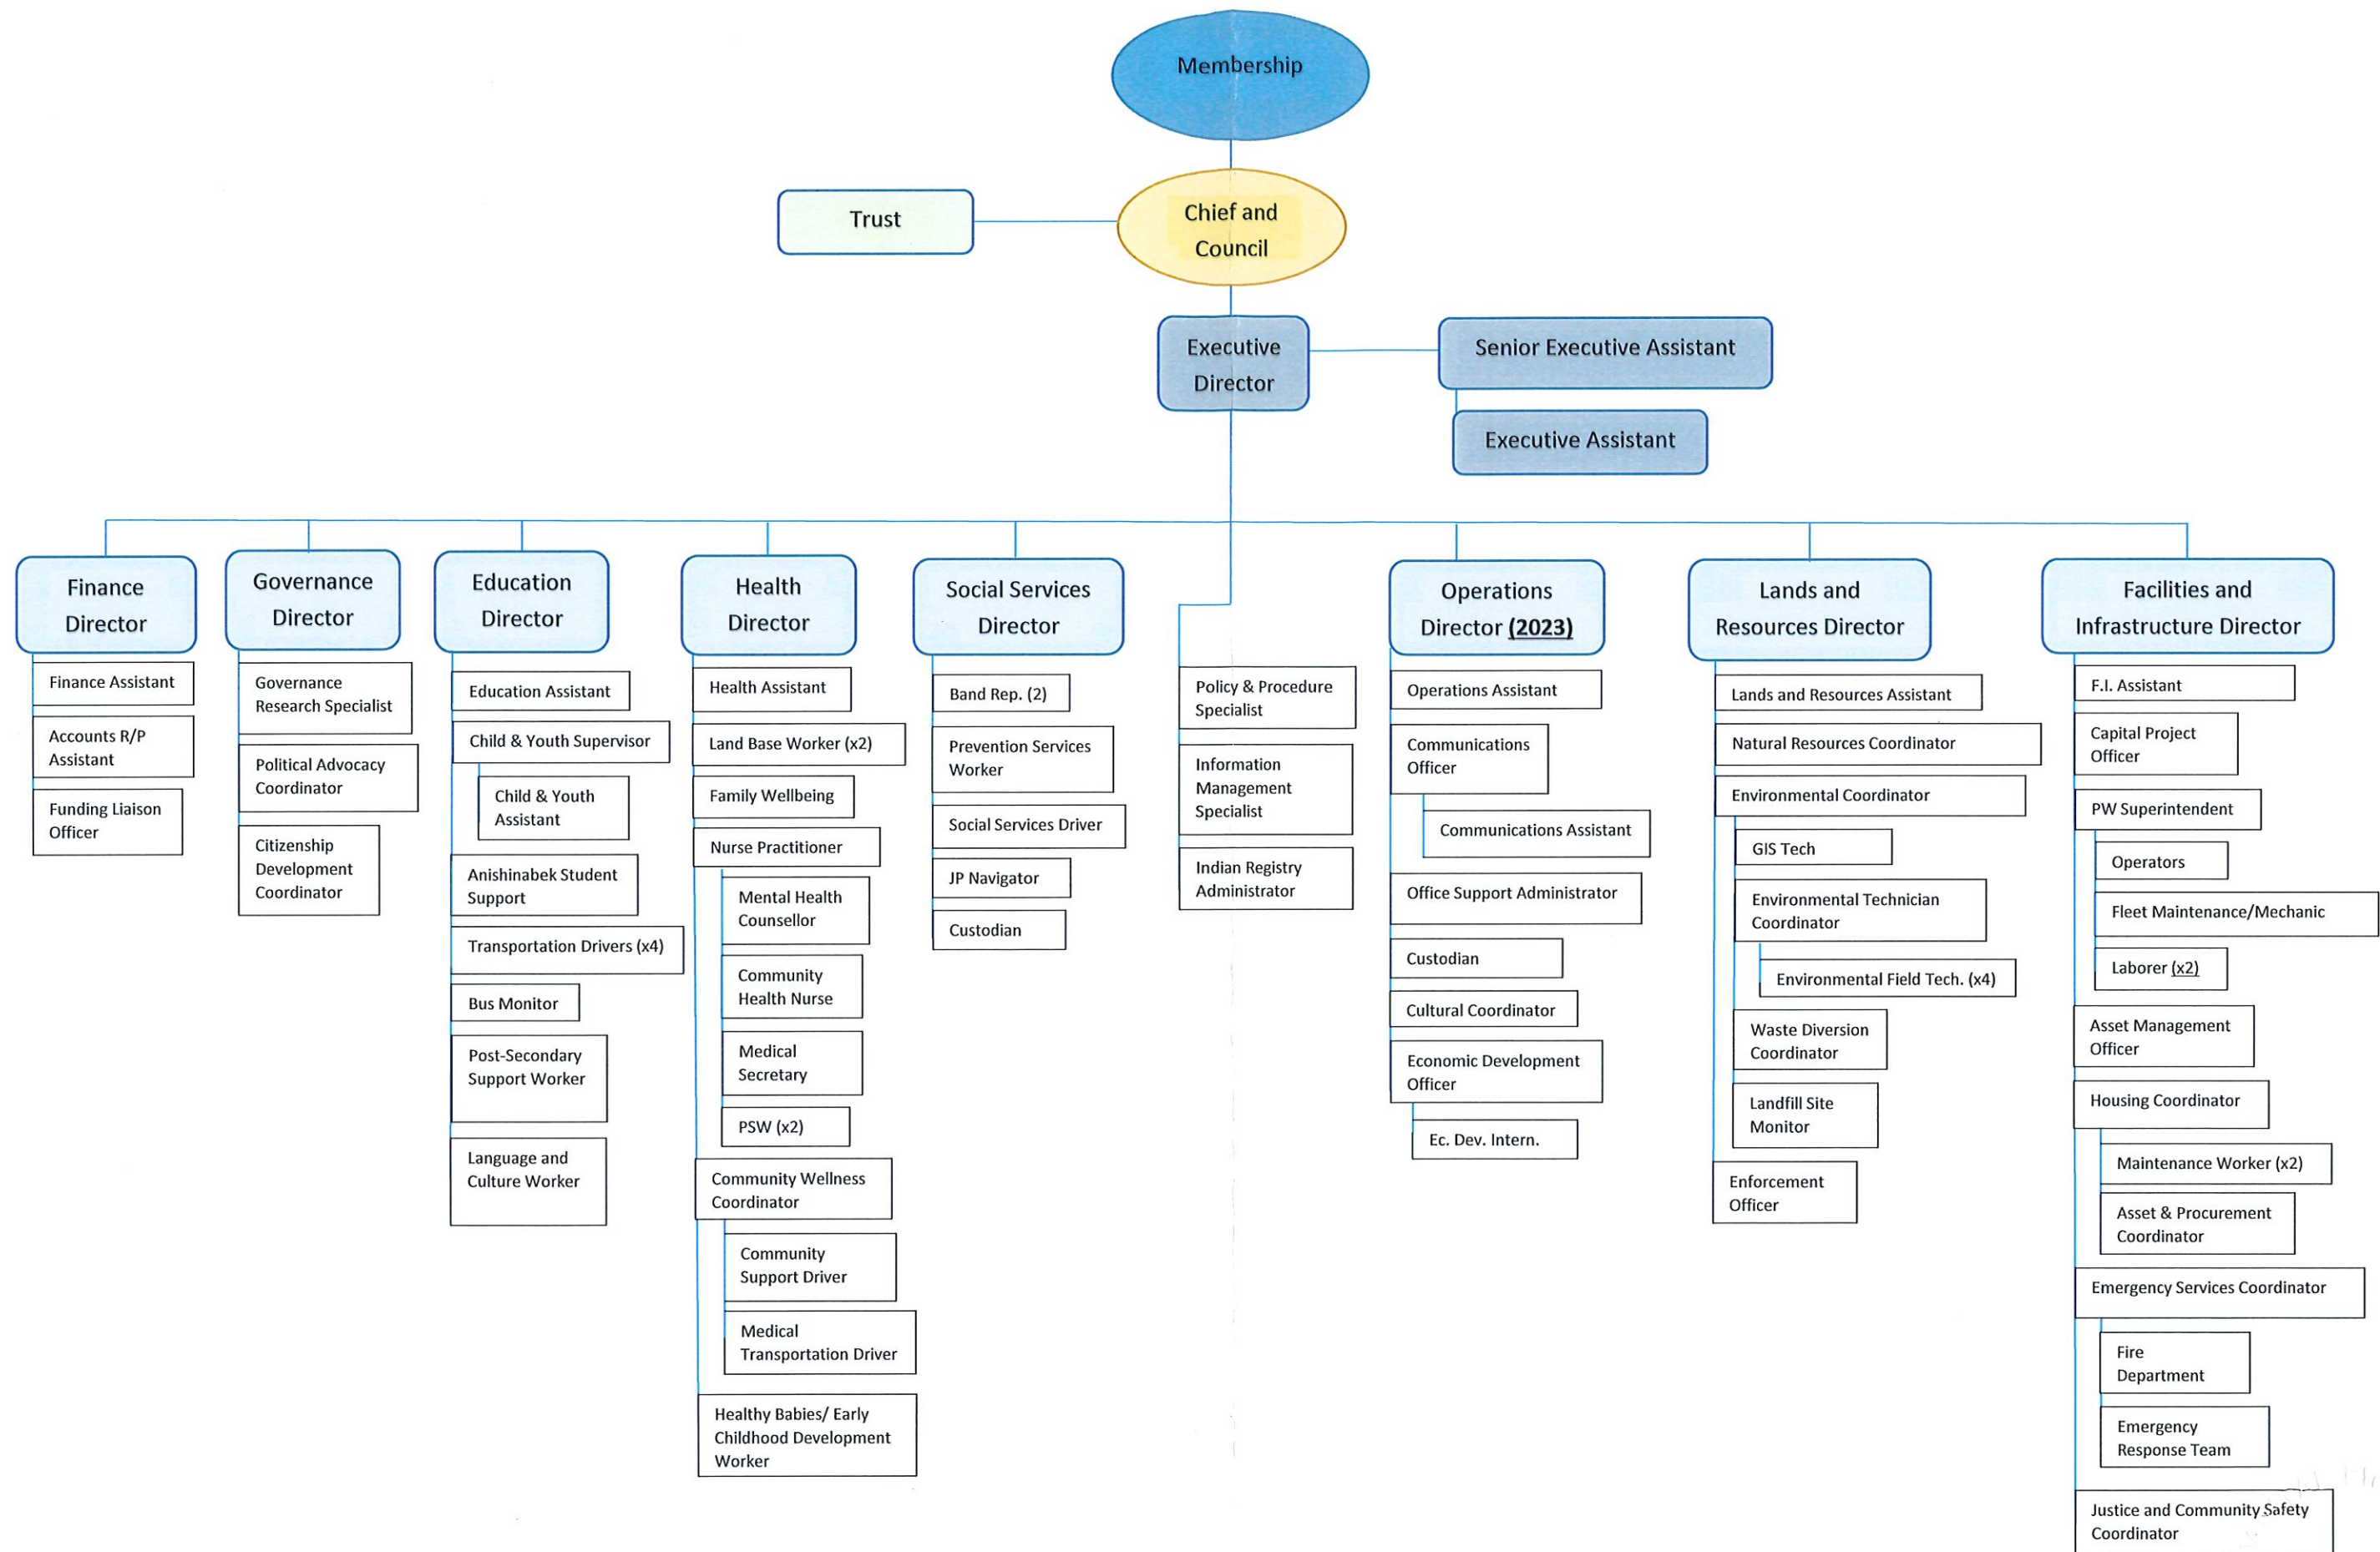 Membership
Trust
Chief and
Council
Executive
Director
Senior Executive Assistant
Executive Assistant
Finance
Director
Finance Assistant
Accounts R/P
Assistant
Funding Liaison
Officer
Governance
Director
Governance
Research Specialist
Political Advocacy
Coordinator
Citizenship
Development
Coordinator
Education
Director
Education Assistant
Child & Youth Supervisor
Child & Youth
Assistant
Anishinabek Student
Support
Transportation Drivers (x4)
Bus Monitor
Post-Secondary
Support Worker
Language and
Culture Worker
Health
Director
Health Assistant
Land Base Worker (x2)
Family Wellbeing
Nurse Practitioner
Mental Health
Counsellor
Community
Health Nurse
Medical
Secretary
PSW (x2)
Community Wellness
Coordinator
Community
Support Driver
Medical
Transportation Driver
Healthy Babies/ Early
Childhood Development
Worker
Social Services
Director
Band Rep. (2)
Prevention Services
Worker
Social Services Driver
JP Navigator
Custodian
Policy & Procedure
Specialist
Information
Management
Specialist
Indian Registry
Administrator
Operations
Director (2023)
Operations Assistant
Communications
Officer
Communications Assistant
Office Support Administrator
Custodian
Cultural Coordinator
Economic Development
Officer
Ec. Dev. Intern.
Lands and
Resources Director
Lands and Resources Assistant
Natural Resources Coordinator
Environmental Coordinator
GIS Tech
Environmental Technician
Coordinator
Environmental Field Tech. (x4)
Waste Diversion
Coordinator
Landfill Site
Monitor
Enforcement
Officer
Facilities and
Infrastructure Director
F.I. Assistant
Capital Project
Officer
PW Superintendent
Operators
Fleet Maintenance/Mechanic
Laborer (x2)
Asset Management
Officer
Housing Coordinator
Maintenance Worker (x2)
Asset & Procurement
Coordinator
Emergency Services Coordinator
Fire
Department
Emergency
Response Team
Justice and Community Safety
Coordinator